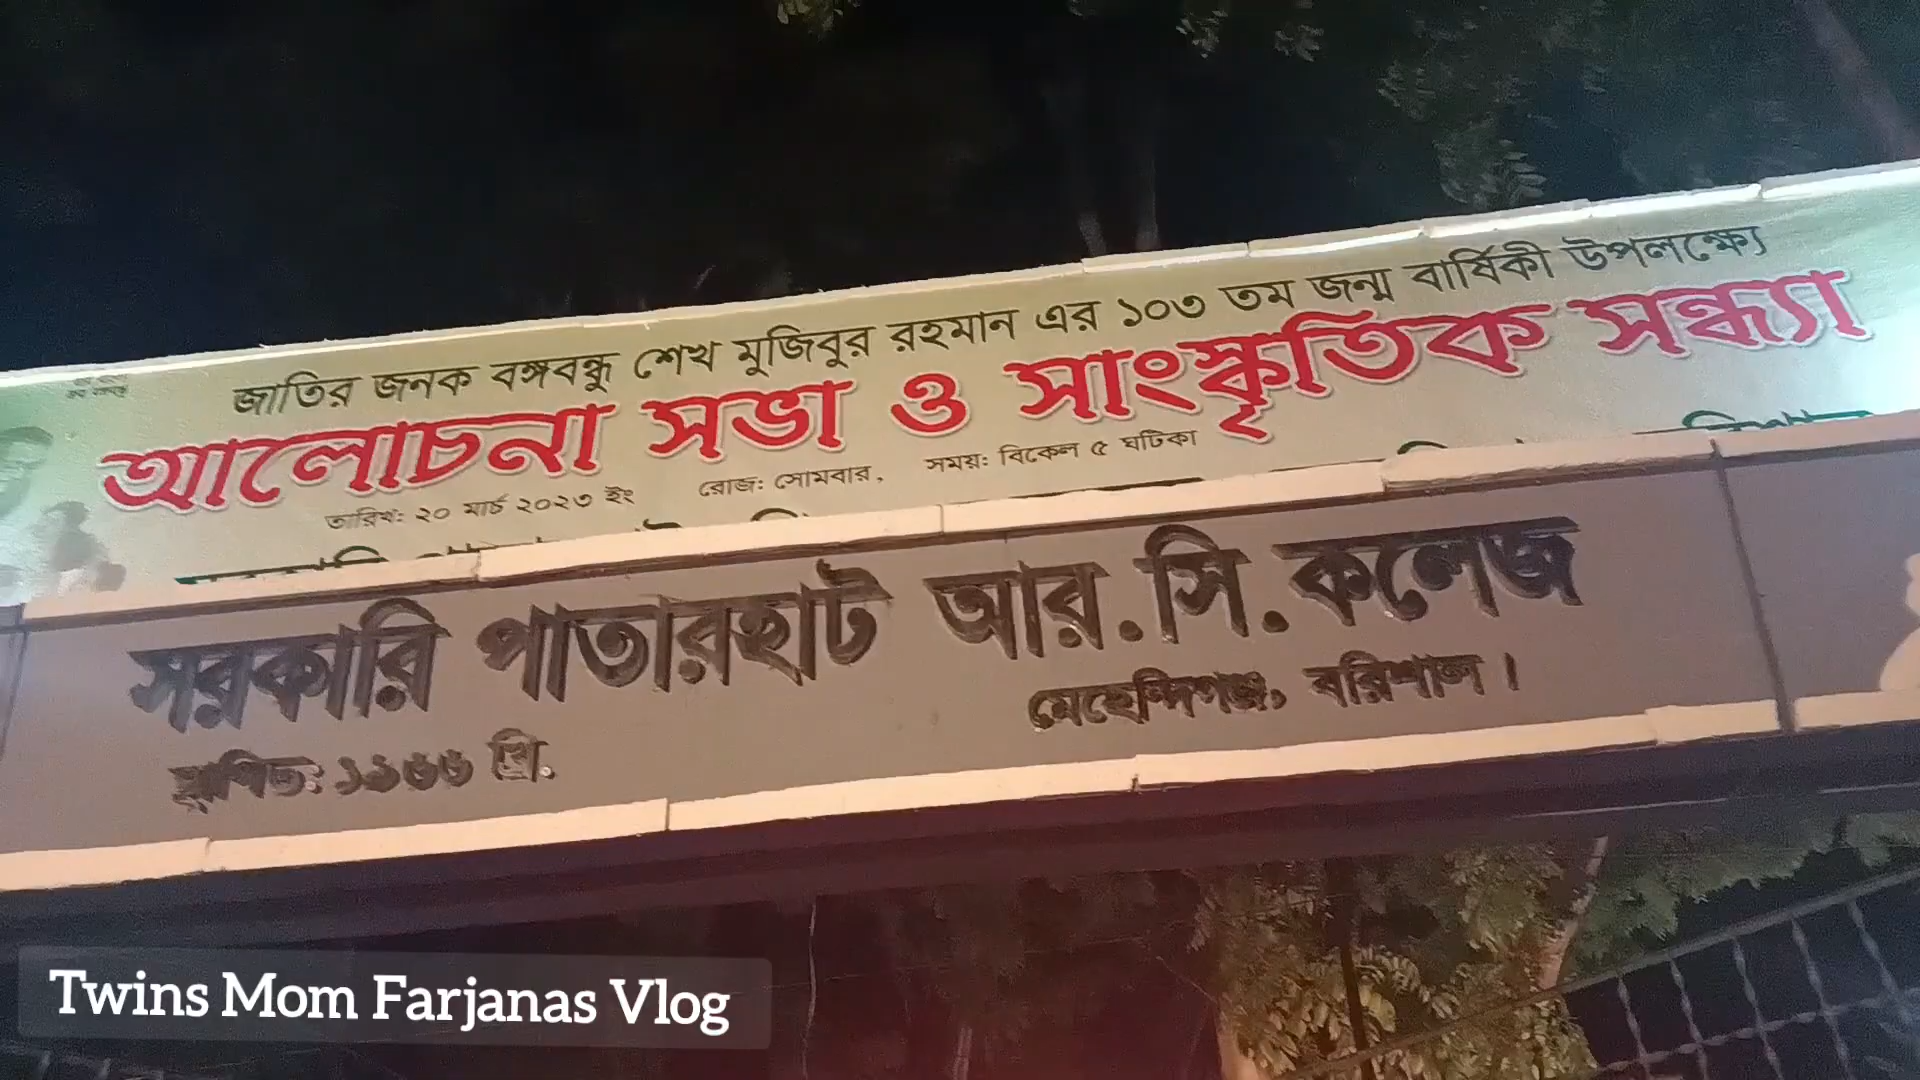 জাতির জনক বঙ্গবন্ধু শেখ মুজিবুর রহমান এর ১০৩ তম জন্ম বার্ষিকী উপলক্ষ্যে
আলোচনা সভা ও সাংস্কৃতিক সন্ধ্যা
তারিখ: ২০ মার্চ ২০২৩ ইং রোজ: সোমবার, সময়: বিকেল ৫ ঘটিকা
সরকারি পাতারহাট আর.সি.কলেজ
মেহেন্দিগঞ্জ, বরিশাল।
স্থাপিত: ১৯৬৬ খ্রি.
Twins Mom Farjanas Vlog